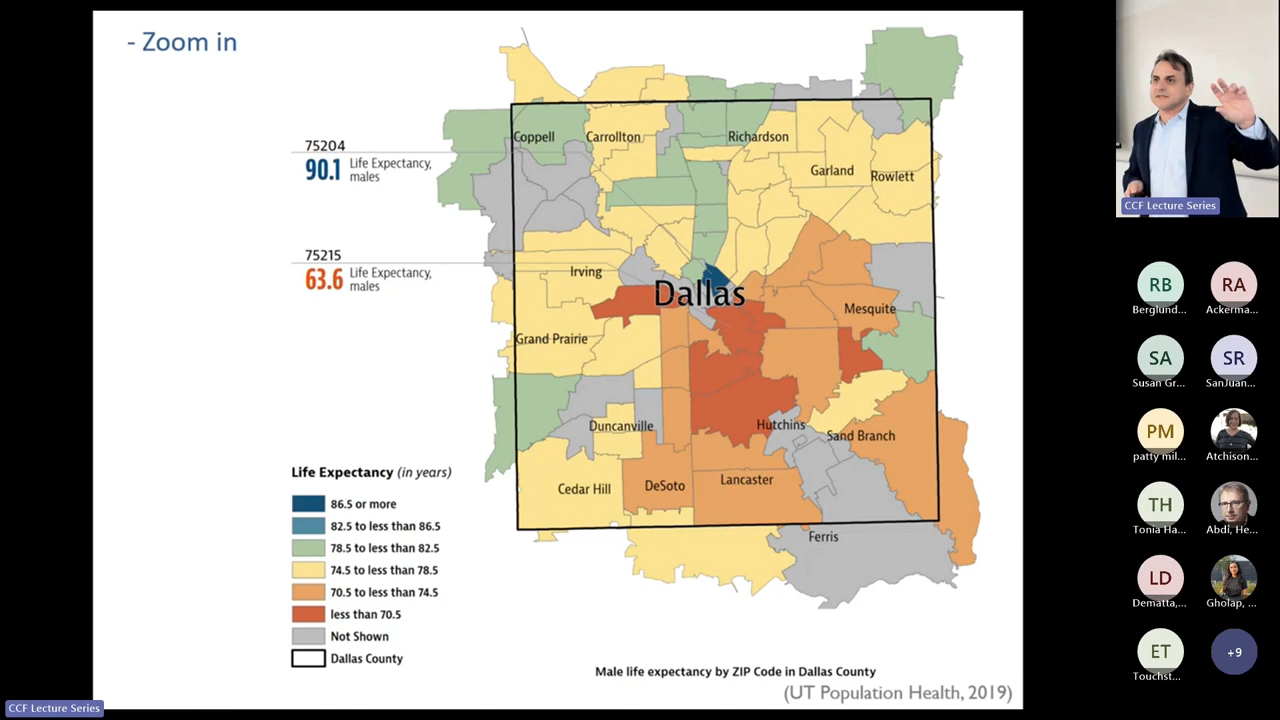 - Zoom in
75204
90.1 Life Expectancy, males
75215
63.6 Life Expectancy, males
Coppell
Carrollton
Richardson
Garland
Rowlett
Irving
Dallas
Mesquite
Grand Prairie
Duncanville
Hutchins
Sand Branch
Cedar Hill
DeSoto
Lancaster
Ferris
Life Expectancy (in years)
86.5 or more
82.5 to less than 86.5
78.5 to less than 82.5
74.5 to less than 78.5
70.5 to less than 74.5
less than 70.5
Not Shown
Dallas County
Male life expectancy by ZIP Code in Dallas County
(UT Population Health, 2019)
CCF Lecture Series
CCF Lecture Series
RB
RA
Berglund...
Ackerma...
SA
SR
Susan Gr...
SanJuan...
PM
patty mil...
Atchison...
TH
Tonia Ha...
Abdi, He...
LD
Dematta,...
Gholap, ...
ET
+9
Touchst...